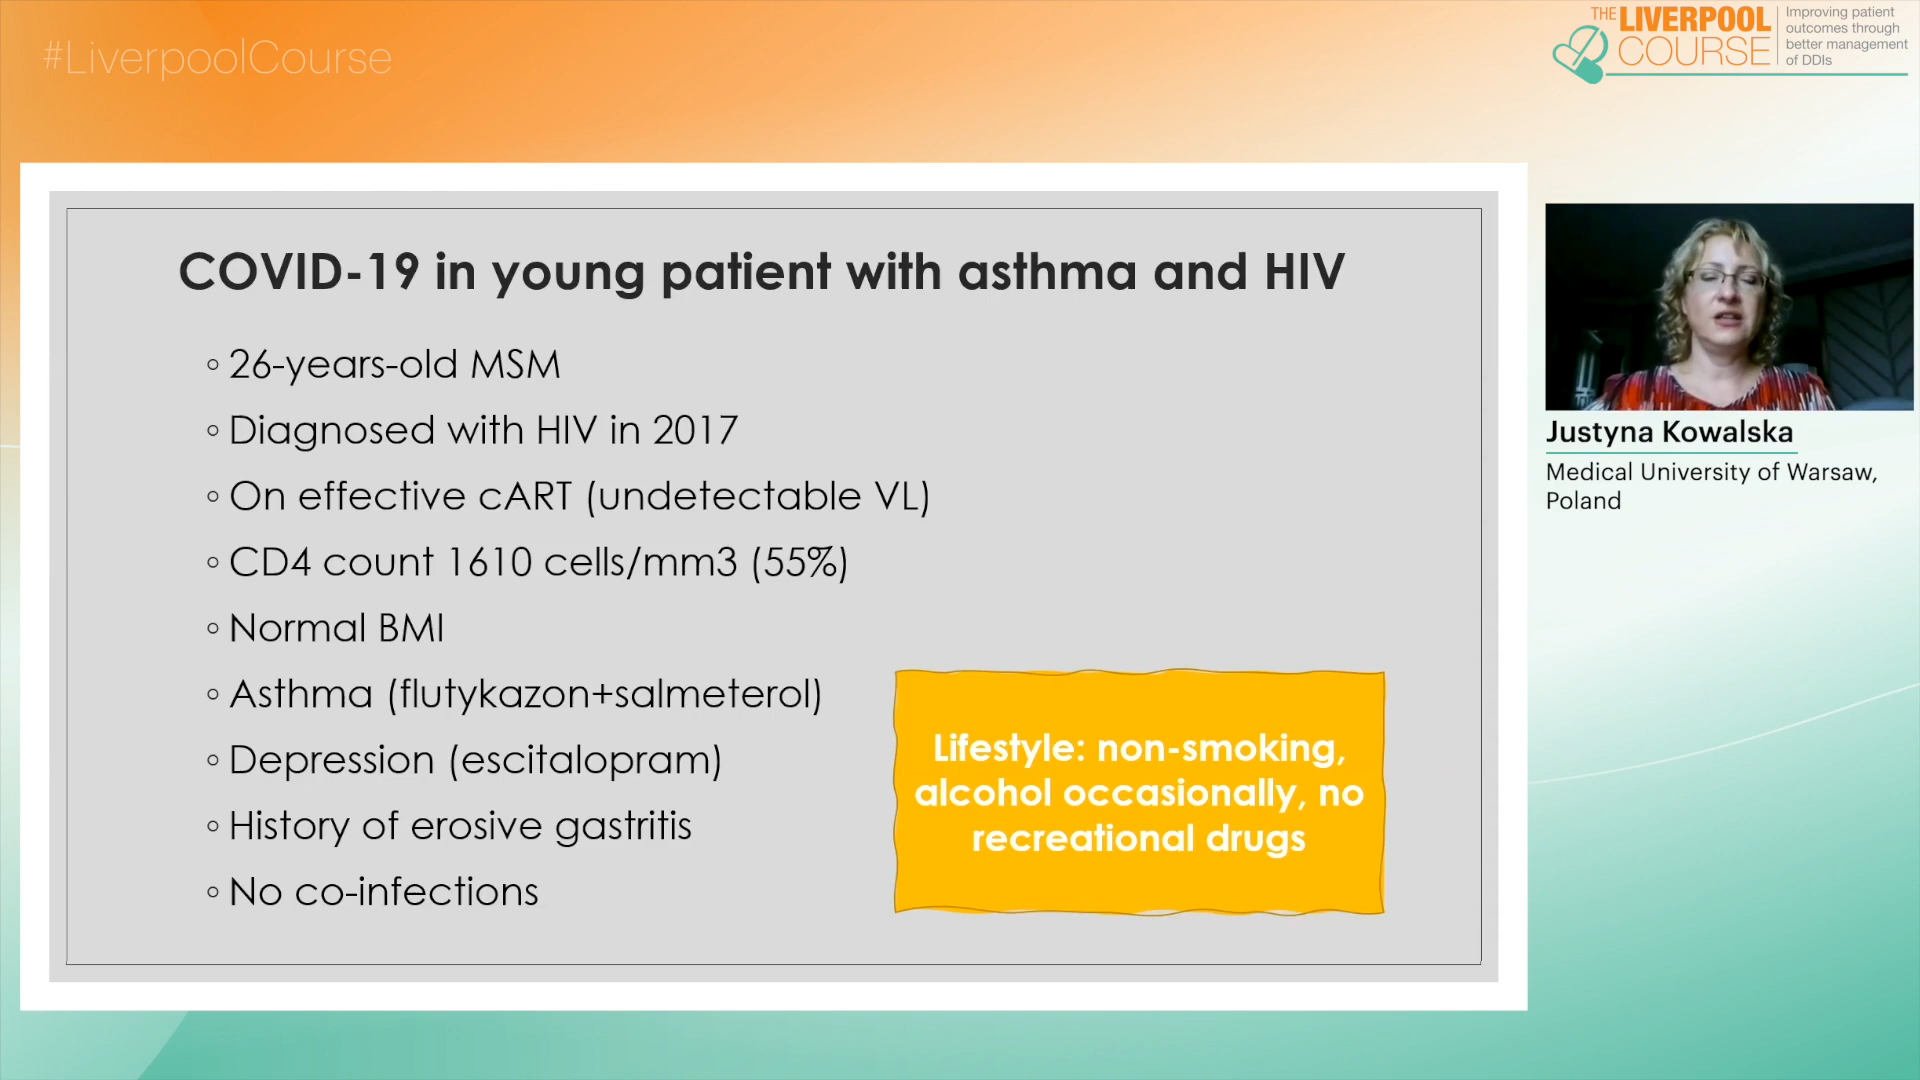 #LiverpoolCourse
THE LIVERPOOL
COURSE
Improving patient
outcomes through
better management
of DDIs
COVID-19 in young patient with asthma and HIV
◦ 26-years-old MSM
◦ Diagnosed with HIV in 2017
◦ On effective cART (undetectable VL)
◦ CD4 count 1610 cells/mm3 (55%)
◦ Normal BMI
◦ Asthma (flutykazon+salmeterol)
◦ Depression (escitalopram)
◦ History of erosive gastritis
◦ No co-infections
Lifestyle: non-smoking,
alcohol occasionally, no
recreational drugs
Justyna Kowalska
Medical University of Warsaw,
Poland